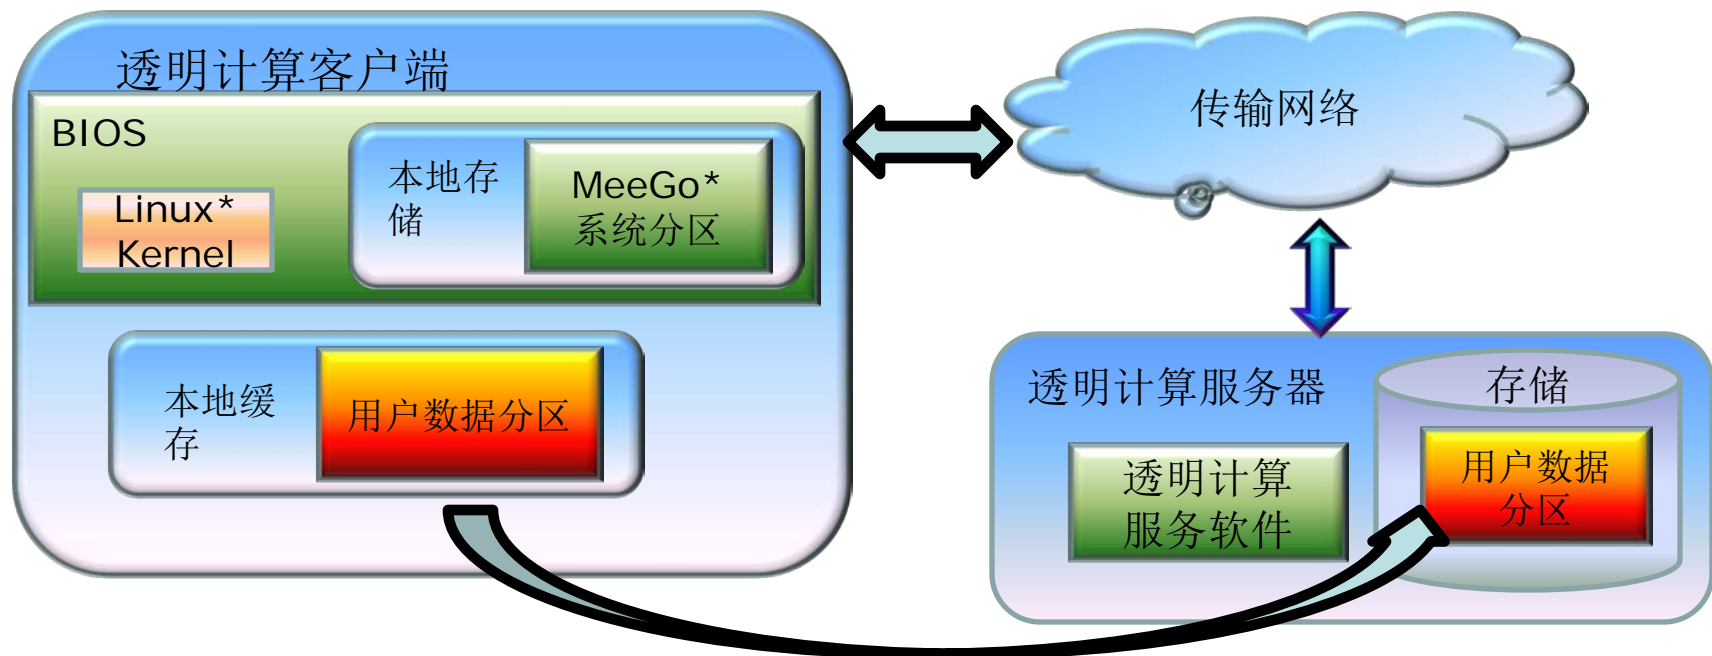 透明计算客户端
BIOS
Linux*
Kernel
本地存
储
MeeGo*
系统分区
本地缓
存
用户数据分区
传输网络
透明计算服务器
透明计算
服务软件
存储
用户数据
分区